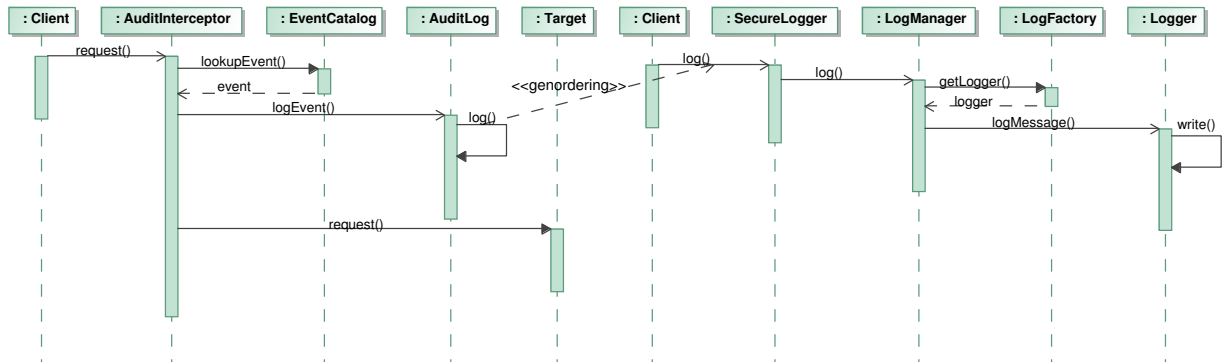 : Client
: AuditInterceptor
: EventCatalog
: AuditLog
: Target
: Client
: SecureLogger
: LogManager
: LogFactory
: Logger
request()
lookupEvent()
event
logEvent()
log()
<<genordering>>
log()
log()
getLogger()
logger
logMessage()
write()
request()